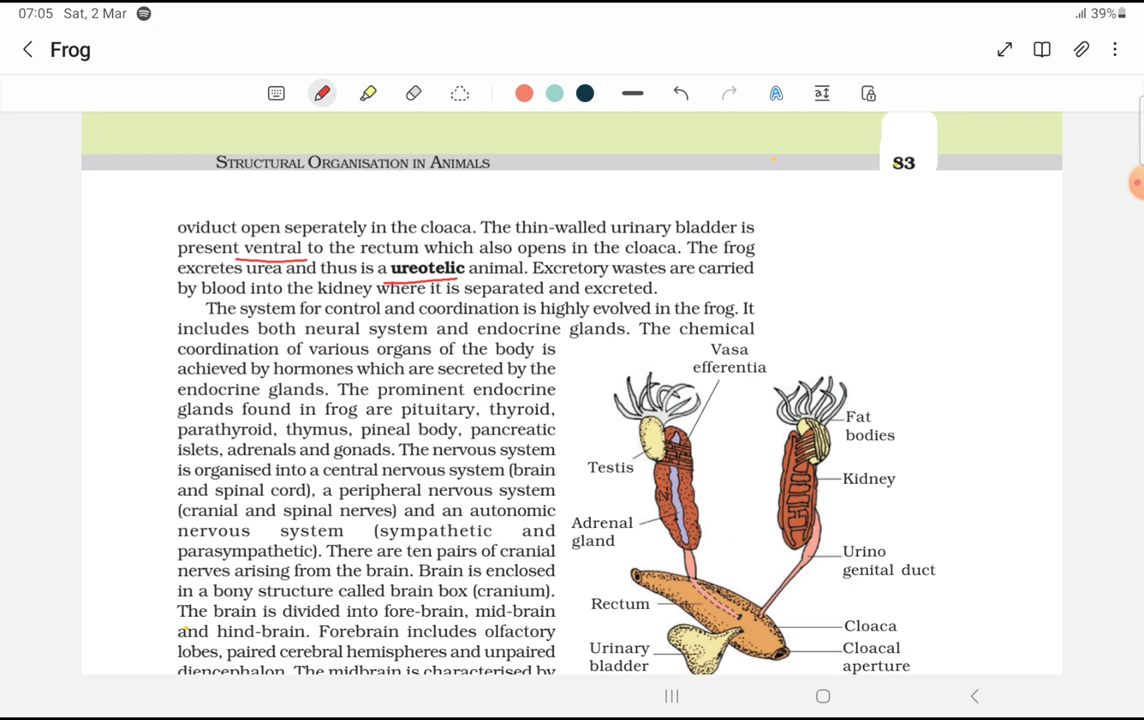 07:05 Sat, 2 Mar
39%
Frog
STRUCTURAL ORGANISATION IN ANIMALS
83
oviduct open seperately in the cloaca. The thin-walled urinary bladder is
present ventral to the rectum which also opens in the cloaca. The frog
excretes urea and thus is a ureotelic animal. Excretory wastes are carried
by blood into the kidney where it is separated and excreted.
The system for control and coordination is highly evolved in the frog. It
includes both neural system and endocrine glands. The chemical
coordination of various organs of the body is
achieved by hormones which are secreted by the
endocrine glands. The prominent endocrine
glands found in frog are pituitary, thyroid,
parathyroid, thymus, pineal body, pancreatic
islets, adrenals and gonads. The nervous system
is organised into a central nervous system (brain
and spinal cord), a peripheral nervous system
(cranial and spinal nerves) and an autonomic
nervous system (sympathetic and
parasympathetic). There are ten pairs of cranial
nerves arising from the brain. Brain is enclosed
in a bony structure called brain box (cranium).
The brain is divided into fore-brain, mid-brain
and hind-brain. Forebrain includes olfactory
lobes, paired cerebral hemispheres and unpaired
diencephalon. The midbrain is characterised by
Vasa
efferentia
Fat
bodies
Testis
Kidney
Adrenal
gland
Urino
genital duct
Rectum
Cloaca
Urinary
bladder
Cloacal
aperture